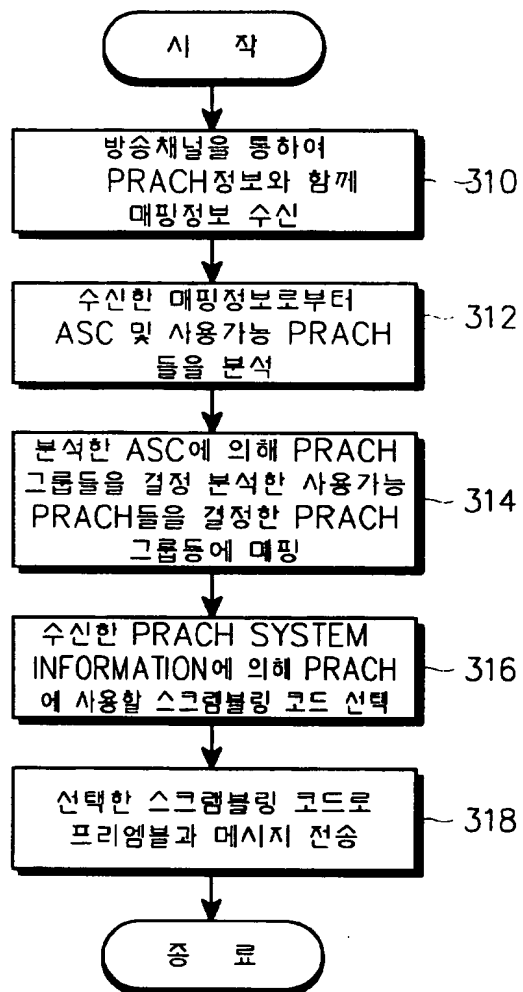 시 작
방송채널을 통하여
PRACH정보와 함께
매핑정보 수신
310
수신한 매핑정보로부터
ASC 및 사용가능 PRACH
들을 분석
312
분석한 ASC에 의해 PRACH
그룹들을 결정 분석한 사용가능
PRACH들을 결정한 PRACH
그룹등에 매핑
314
수신한 PRACH SYSTEM
INFORMATION에 의해 PRACH
에 사용할 스크램블링 코드 선택
316
선택한 스크램블링 코드로
프리엠블과 메시지 전송
318
종 료